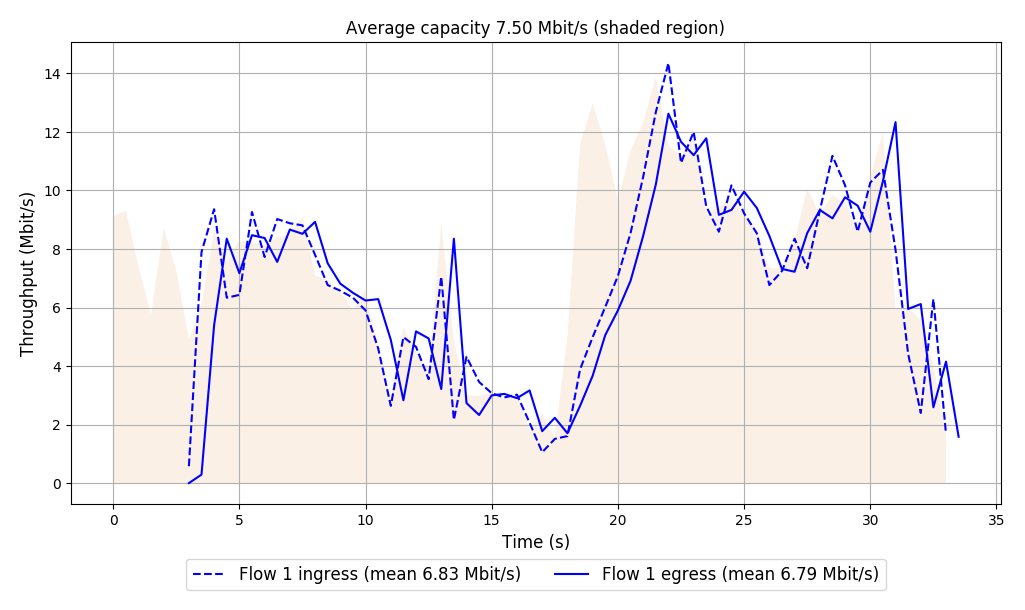 Average capacity 7.50 Mbit/s (shaded region)
Throughput (Mbit/s)
14
12
10
8
6
4
2
0
0 5 10 15 20 25 30 35
Time (s)
Flow 1 ingress (mean 6.83 Mbit/s) Flow 1 egress (mean 6.79 Mbit/s)